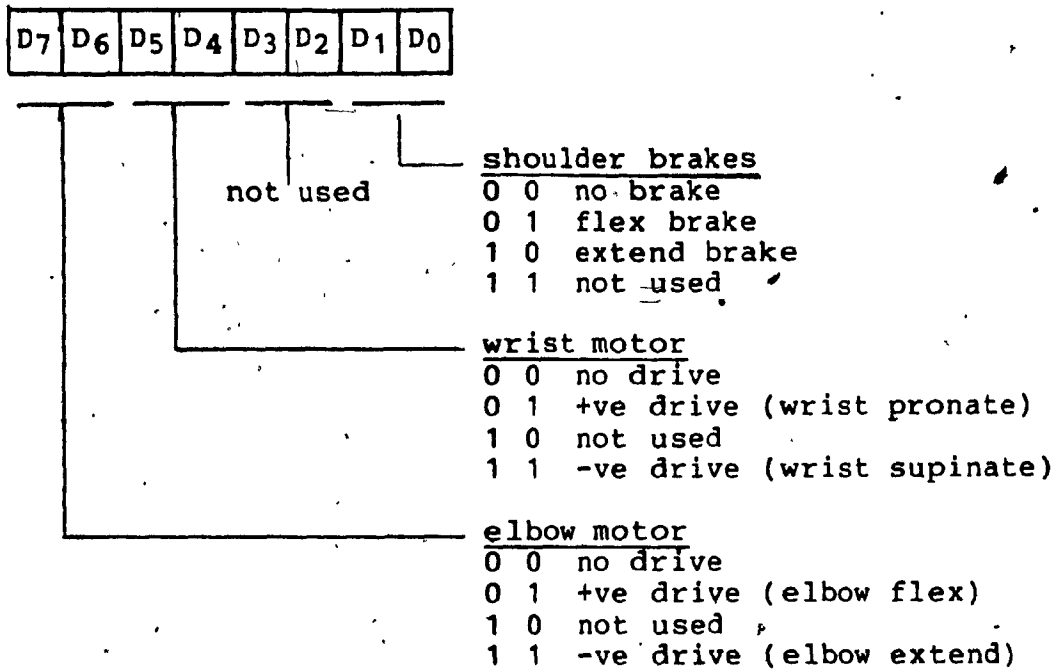 D7 D6 D5 D4 D3 D2 D1 D0
shoulder brakes
not used
0 0 no brake
0 1 flex brake
1 0 extend brake
1 1 not used
wrist motor
0 0 no drive
0 1 +ve drive (wrist pronate)
1 0 not used
1 1 -ve drive (wrist supinate)
elbow motor
0 0 no drive
0 1 +ve drive (elbow flex)
1 0 not used
1 1 -ve drive (elbow extend)